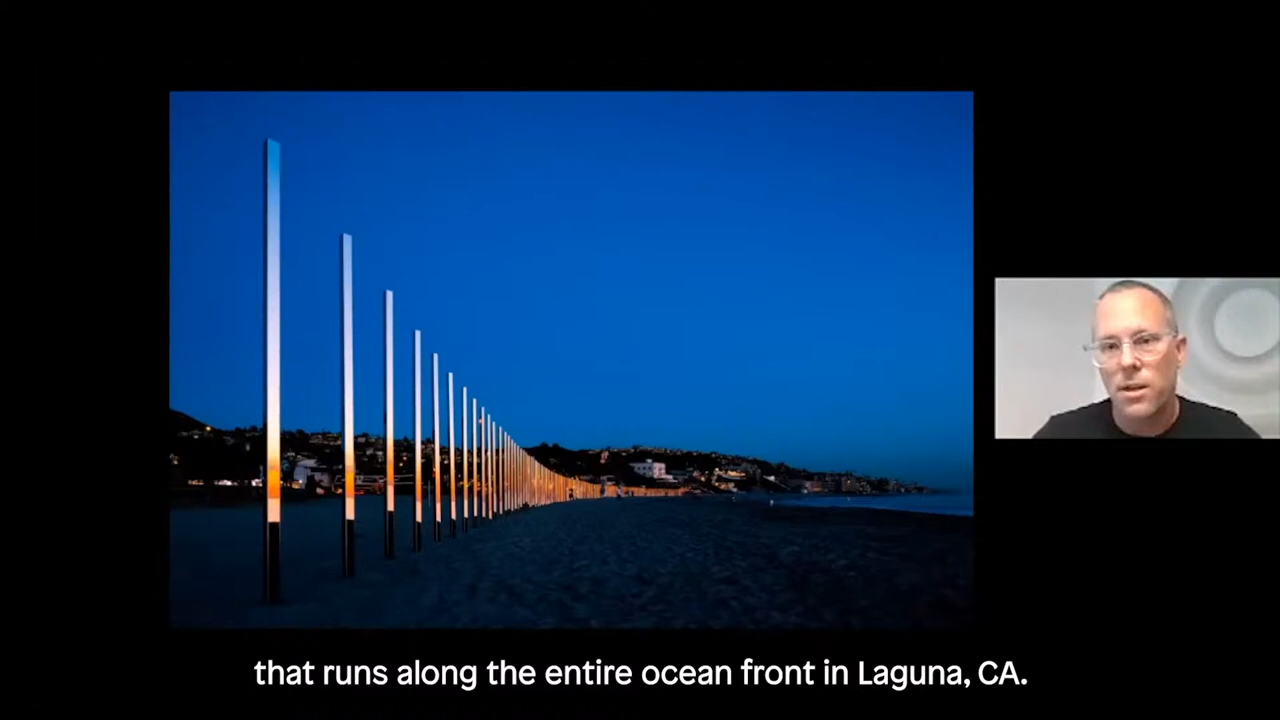 that runs along the entire ocean front in Laguna, CA.